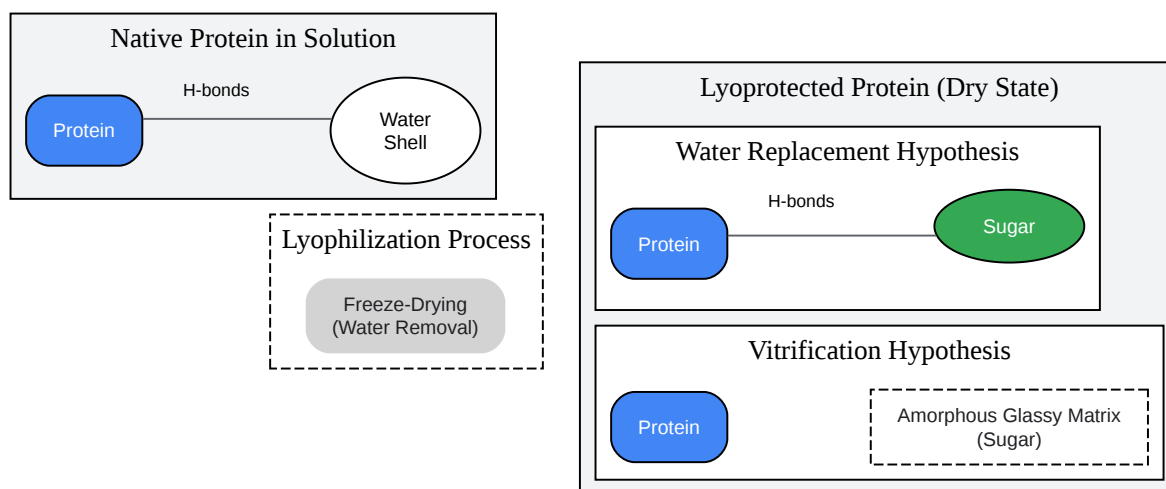 Native Protein in Solution
H-bonds
Protein
Water
Shell
Lyophilization Process
Freeze-Drying
(Water Removal)
Lyoprotected Protein (Dry State)
Water Replacement Hypothesis
H-bonds
Protein
Sugar
Vitrification Hypothesis
Protein
Amorphous Glassy Matrix
(Sugar)